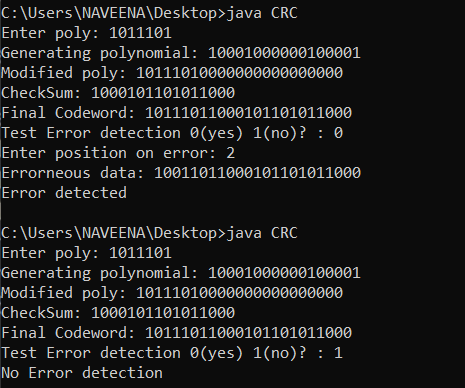 C:\Users\NAVEENA\Desktop>java CRC
Enter poly: 1011101
Generating polynomial: 10001000000100001
Modified poly: 10111010000000000000000
CheckSum: 1000101101011000
Final Codeword: 10111011000101101011000
Test Error detection 0(yes) 1(no)? : 0
Enter position on error: 2
Errorneous data: 10011011000101101011000
Error detected
C:\Users\NAVEENA\Desktop>java CRC
Enter poly: 1011101
Generating polynomial: 10001000000100001
Modified poly: 10111010000000000000000
CheckSum: 1000101101011000
Final Codeword: 10111011000101101011000
Test Error detection 0(yes) 1(no)? : 1
No Error detection